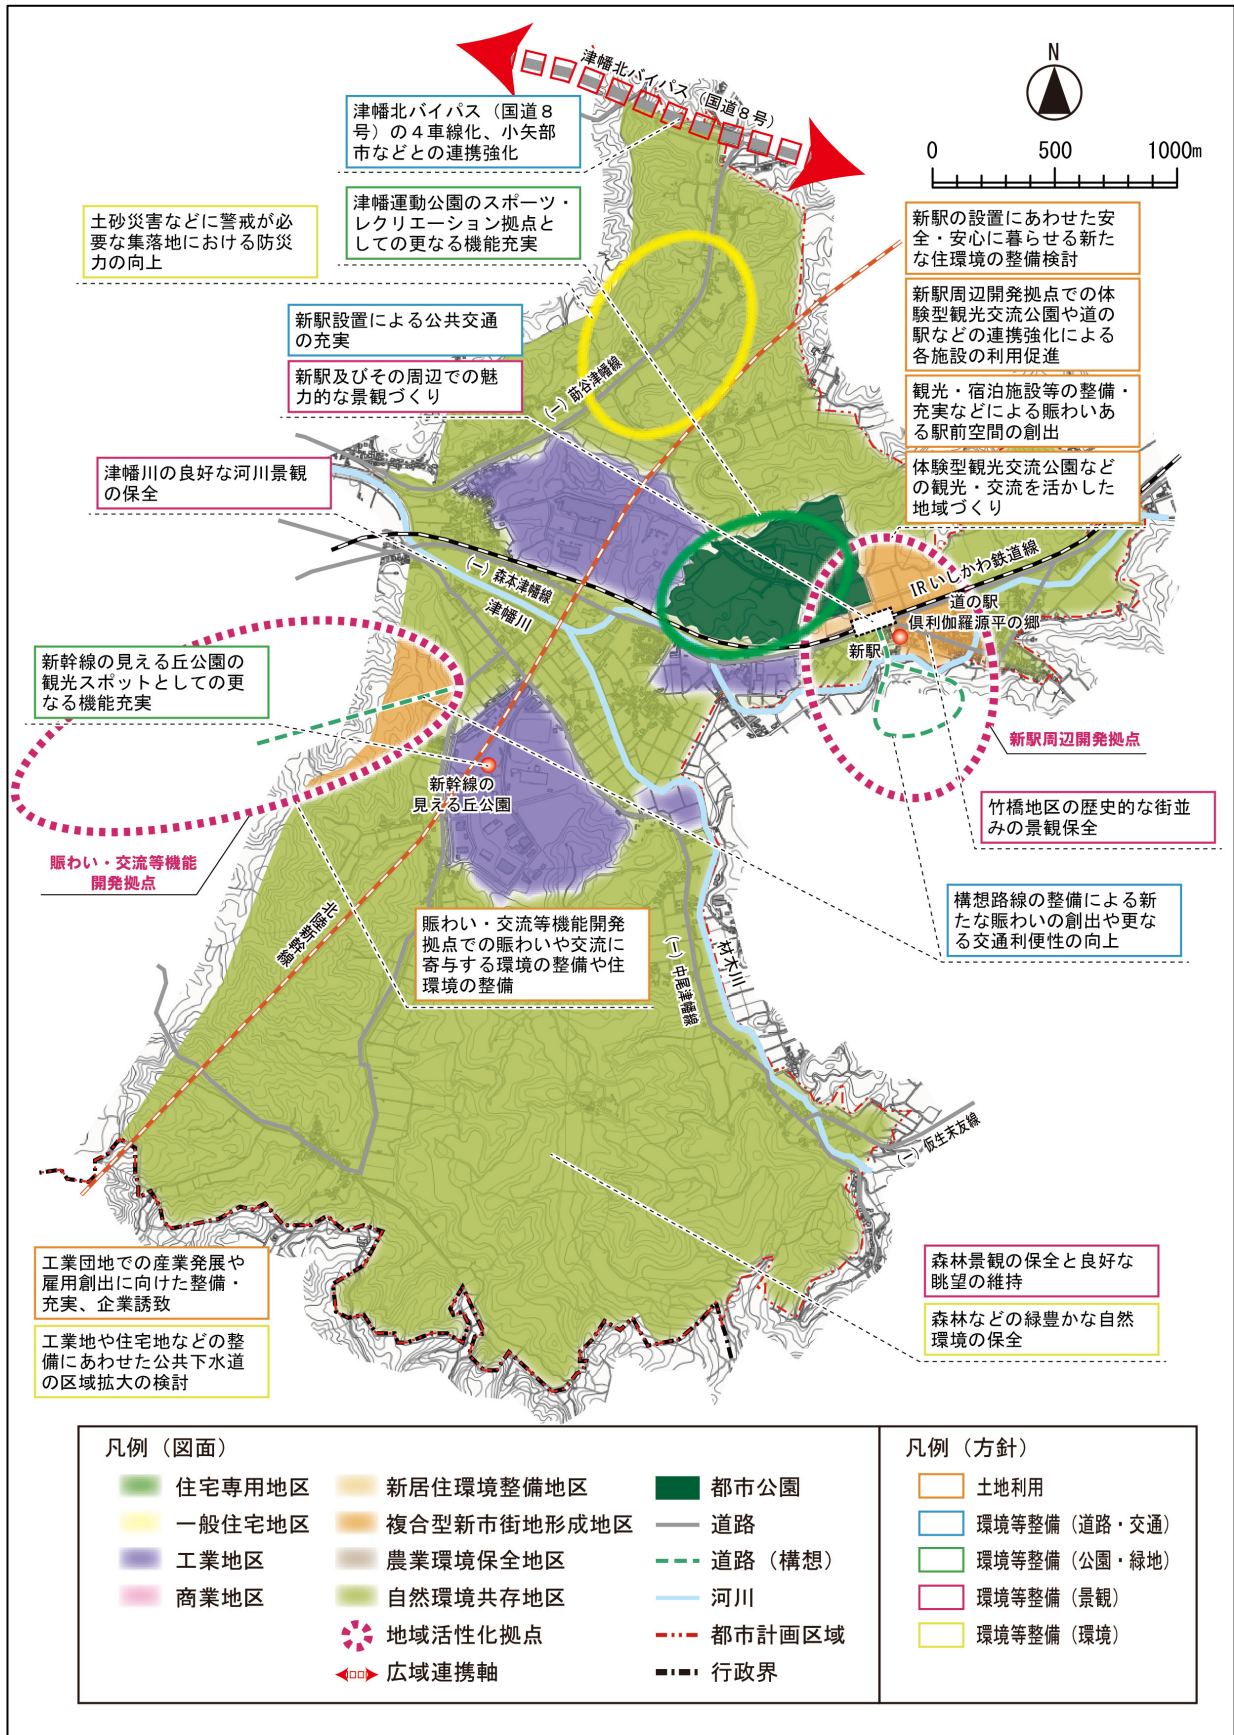 津幡北バイパス（国道８号）
N
0 500 1000m
津幡北バイパス（国道８
号）の４車線化、小矢部
市などとの連携強化
津幡運動公園のスポーツ・
レクリエーション拠点と
しての更なる機能充実
土砂災害などに警戒が必
要な集落地における防災
力の向上
新駅の設置にあわせた安
全・安心に暮らせる新た
な住環境の整備検討
新駅周辺開発拠点での体
験型観光交流公園や道の
駅などの連携強化による
各施設の利用促進
観光・宿泊施設等の整備・
充実などによる賑わいあ
る駅前空間の創出
体験型観光交流公園など
の観光・交流を活かした
地域づくり
新駅設置による公共交通
の充実
新駅及びその周辺での魅
力的な景観づくり
（一）莇谷津幡線
津幡川の良好な河川景観
の保全
（一）森本津幡線
津幡川
IRいしかわ鉄道線
道の駅
倶利伽羅源平の郷
新駅
新幹線の見える丘公園の
観光スポットとしての更
なる機能充実
新駅周辺開発拠点
新幹線の
見える丘公園
竹橋地区の歴史的な街並
みの景観保全
賑わい・交流等機能
開発拠点
構想路線の整備による新
たな賑わいの創出や更な
る交通利便性の向上
賑わい・交流等機能開発
拠点での賑わいや交流に
寄与する環境の整備や住
環境の整備
北陸新幹線
（一）中尾津幡線
材木川
（一）仮生末友線
工業団地での産業発展や
雇用創出に向けた整備・
充実、企業誘致
工業地や住宅地などの整
備にあわせた公共下水道
の区域拡大の検討
森林景観の保全と良好な
眺望の維持
森林などの緑豊かな自然
環境の保全
凡例（図面）
住宅専用地区
一般住宅地区
工業地区
商業地区
新居住環境整備地区
複合型新市街地形成地区
農業環境保全地区
自然環境共存地区
地域活性化拠点
広域連携軸
都市公園
道路
道路（構想）
河川
都市計画区域
行政界
凡例（方針）
土地利用
環境等整備（道路・交通）
環境等整備（公園・緑地）
環境等整備（景観）
環境等整備（環境）